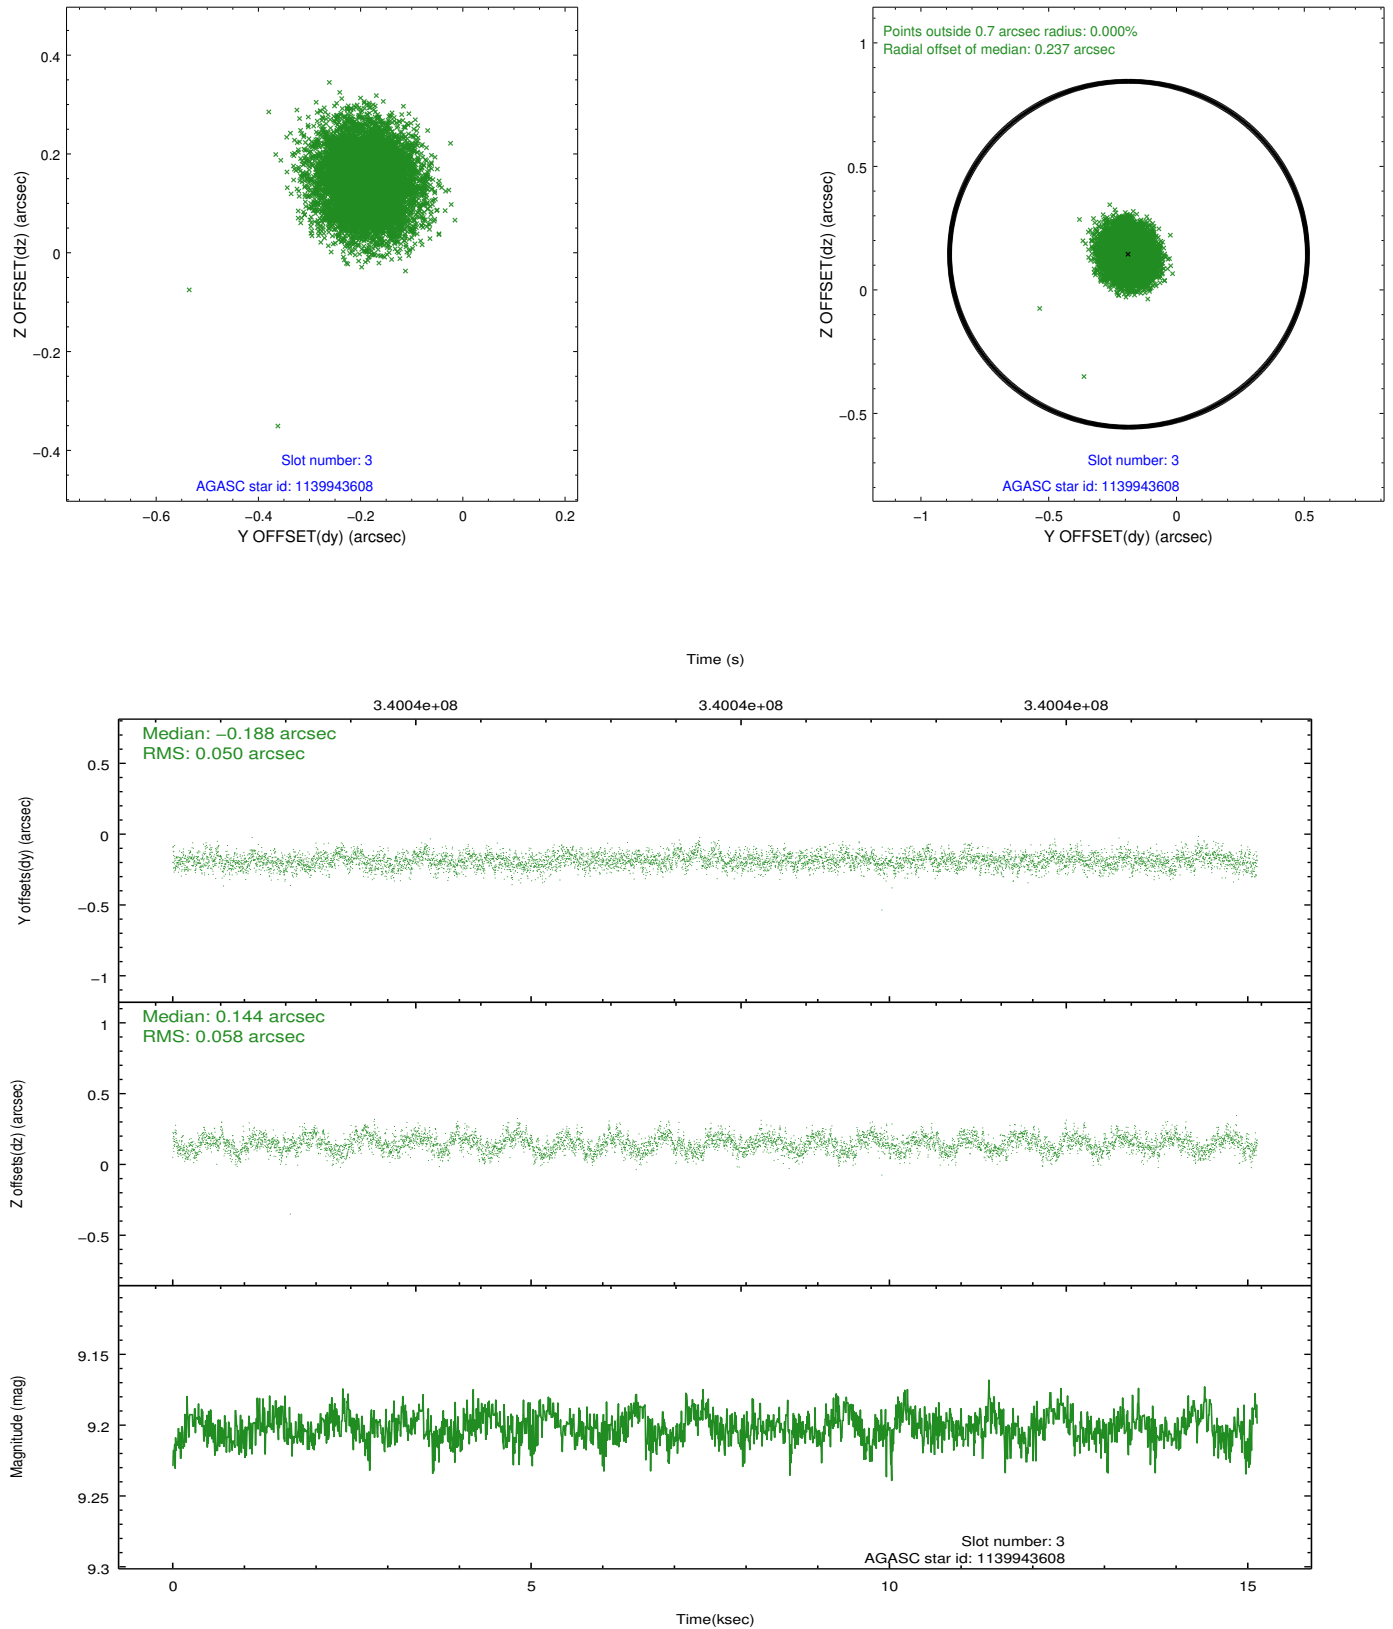 0.4
0.2
0
−0.2
−0.4
Z OFFSET(dz) (arcsec)
Slot number: 3
AGASC star id: 1139943608
−0.6
−0.4
−0.2
0
0.2
Y OFFSET(dy) (arcsec)
Points outside 0.7 arcsec radius: 0.000%
Radial offset of median: 0.237 arcsec
1
0.5
0
−0.5
Z OFFSET(dz) (arcsec)
Slot number: 3
AGASC star id: 1139943608
−1
−0.5
0
0.5
Y OFFSET(dy) (arcsec)
Time (s)
3.4004e+08
3.4004e+08
3.4004e+08
Median: −0.188 arcsec
RMS: 0.050 arcsec
0.5
0
−0.5
−1
Y offsets(dy) (arcsec)
Median: 0.144 arcsec
RMS: 0.058 arcsec
1
0.5
0
−0.5
Z offsets(dz) (arcsec)
9.15
9.2
9.25
9.3
Magnitude (mag)
Slot number: 3
AGASC star id: 1139943608
0
5
10
15
Time(ksec)